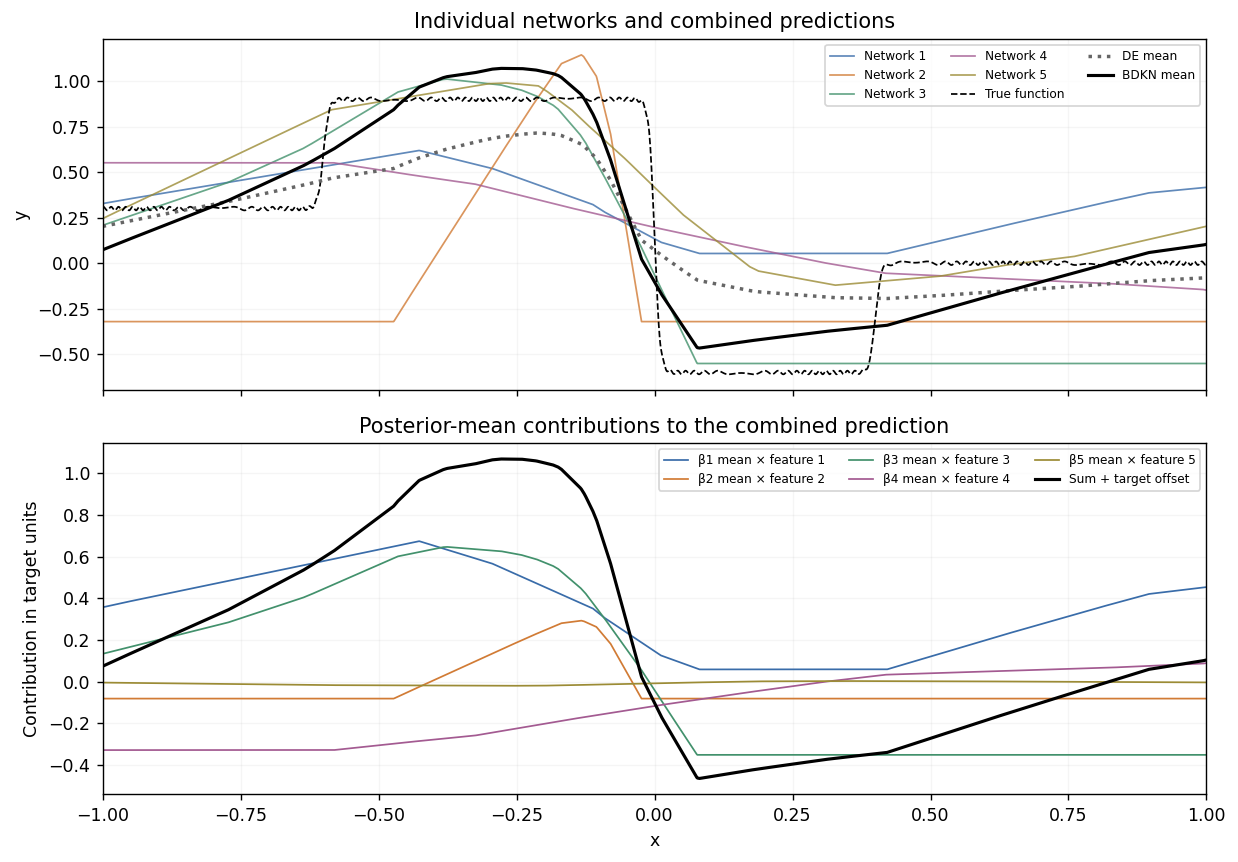 Individual networks and combined predictions
Network 1
Network 2
Network 3
Network 4
Network 5
True function
DE mean
BDKN mean
y
1.00
0.75
0.50
0.25
0.00
−0.25
−0.50
Posterior-mean contributions to the combined prediction
β1 mean × feature 1
β2 mean × feature 2
β3 mean × feature 3
β4 mean × feature 4
β5 mean × feature 5
Sum + target offset
Contribution in target units
1.0
0.8
0.6
0.4
0.2
0.0
−0.2
−0.4
−1.00
−0.75
−0.50
−0.25
0.00
0.25
0.50
0.75
1.00
x